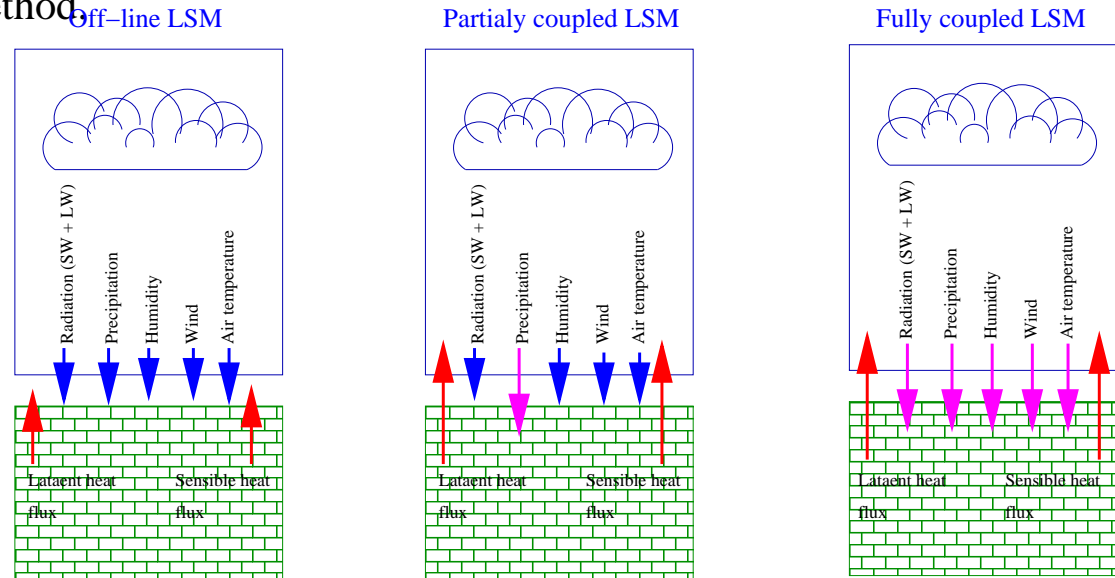 ethod.
Off-line LSM
Radiation (SW + LW)
Precipitation
Humidity
Wind
Air temperature
Lataent heat
flux
Sensible heat
flux
Partialy coupled LSM
Radiation (SW + LW)
Precipitation
Humidity
Wind
Air temperature
Lataent heat
flux
Sensible heat
flux
Fully coupled LSM
Radiation (SW + LW)
Precipitation
Humidity
Wind
Air temperature
Lataent heat
flux
Sensible heat
flux